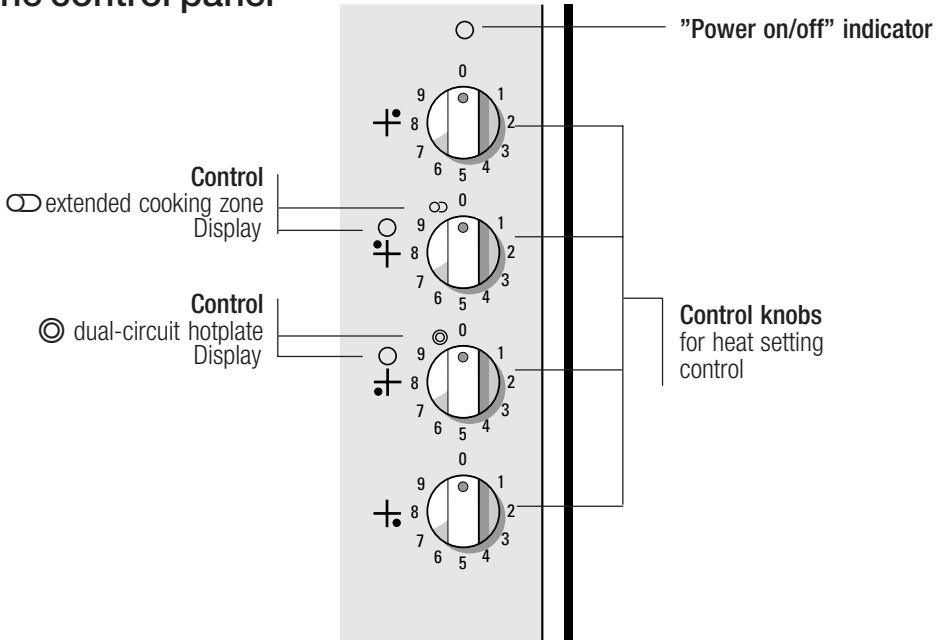 control panel
”Power on/off” indicator
0
9 1
8 2
7 3
6 5 4
Control
extended cooking zone
Display
0
9 1
8 2
7 3
6 5 4
Control
dual-circuit hotplate
Display
0
9 1
8 2
7 3
6 5 4
Control knobs
for heat setting
control
0
9 1
8 2
7 3
6 5 4